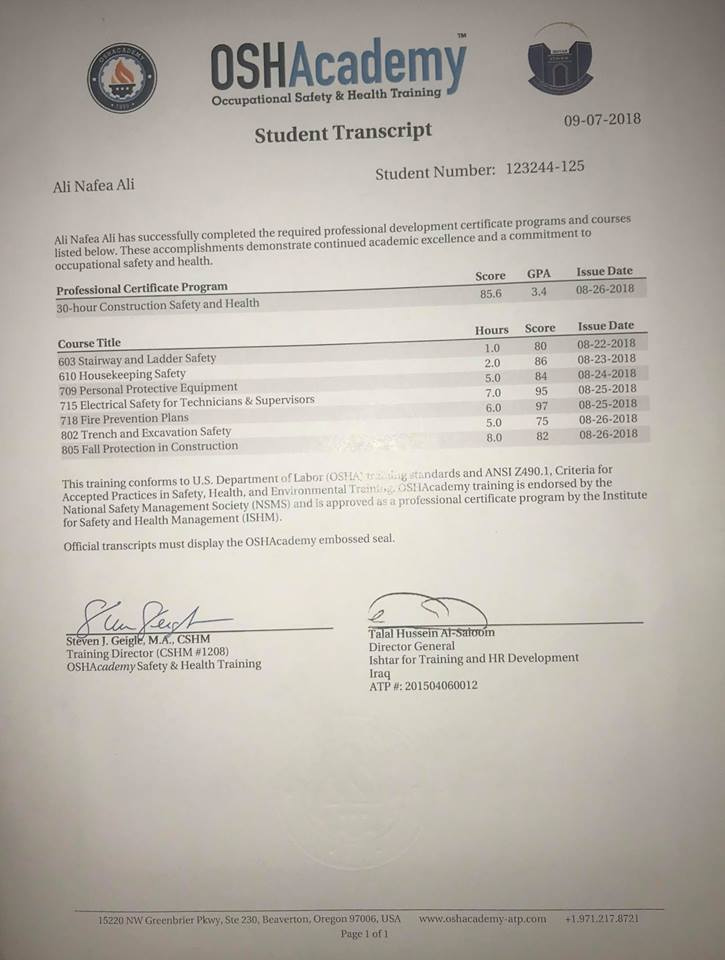 OSHACADEMY
1999
OSHAcademy™
Occupational Safety & Health Training
ISHTAR
Student Transcript
09-07-2018
Ali Nafea Ali
Student Number: 123244-125
Ali Nafea Ali has successfully completed the required professional development certificate programs and courses
listed below. These accomplishments demonstrate continued academic excellence and a commitment to
occupational safety and health.
Professional Certificate Program Score GPA Issue Date
30-hour Construction Safety and Health 85.6 3.4 08-26-2018
Course Title Hours Score Issue Date
603 Stairway and Ladder Safety 1.0 80 08-22-2018
610 Housekeeping Safety 2.0 86 08-23-2018
709 Personal Protective Equipment 5.0 84 08-24-2018
715 Electrical Safety for Technicians & Supervisors 7.0 95 08-25-2018
718 Fire Prevention Plans 6.0 97 08-25-2018
802 Trench and Excavation Safety 5.0 75 08-26-2018
805 Fall Protection in Construction 8.0 82 08-26-2018
This training conforms to U.S. Department of Labor (OSHA) training standards and ANSI Z490.1, Criteria for
Accepted Practices in Safety, Health, and Environmental Training. OSHAcademy training is endorsed by the
National Safety Management Society (NSMS) and is approved as a professional certificate program by the Institute
for Safety and Health Management (ISHM).
Official transcripts must display the OSHAcademy embossed seal.
Steven J. Geigle, M.A., CSHM
Training Director (CSHM #1208)
OSHAcademy Safety & Health Training
Talal Hussein Al-Saloom
Director General
Ishtar for Training and HR Development
Iraq
ATP #: 201504060012
15220 NW Greenbrier Pkwy, Ste 230, Beaverton, Oregon 97006, USA www.oshacademy-atp.com +1.971.217.8721
Page 1 of 1